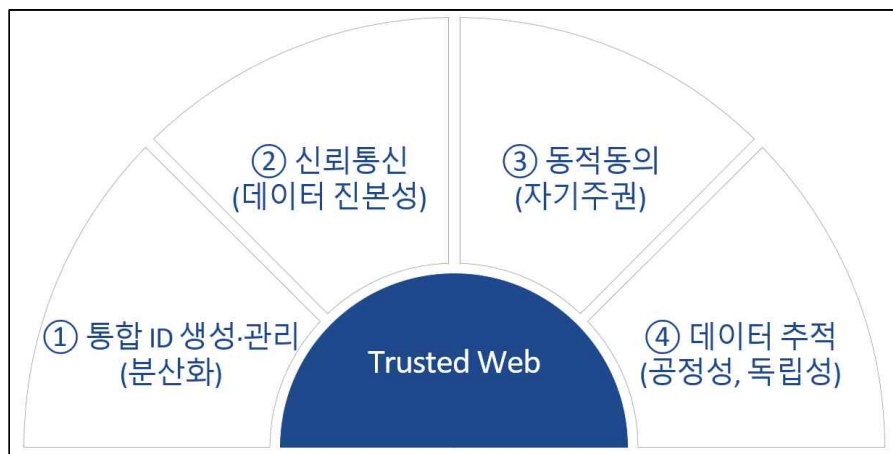 ① 통합 ID 생성·관리
(분산화)
② 신뢰통신
(데이터 진본성)
③ 동적동의
(자기주권)
④ 데이터 추적
(공정성, 독립성)
Trusted Web